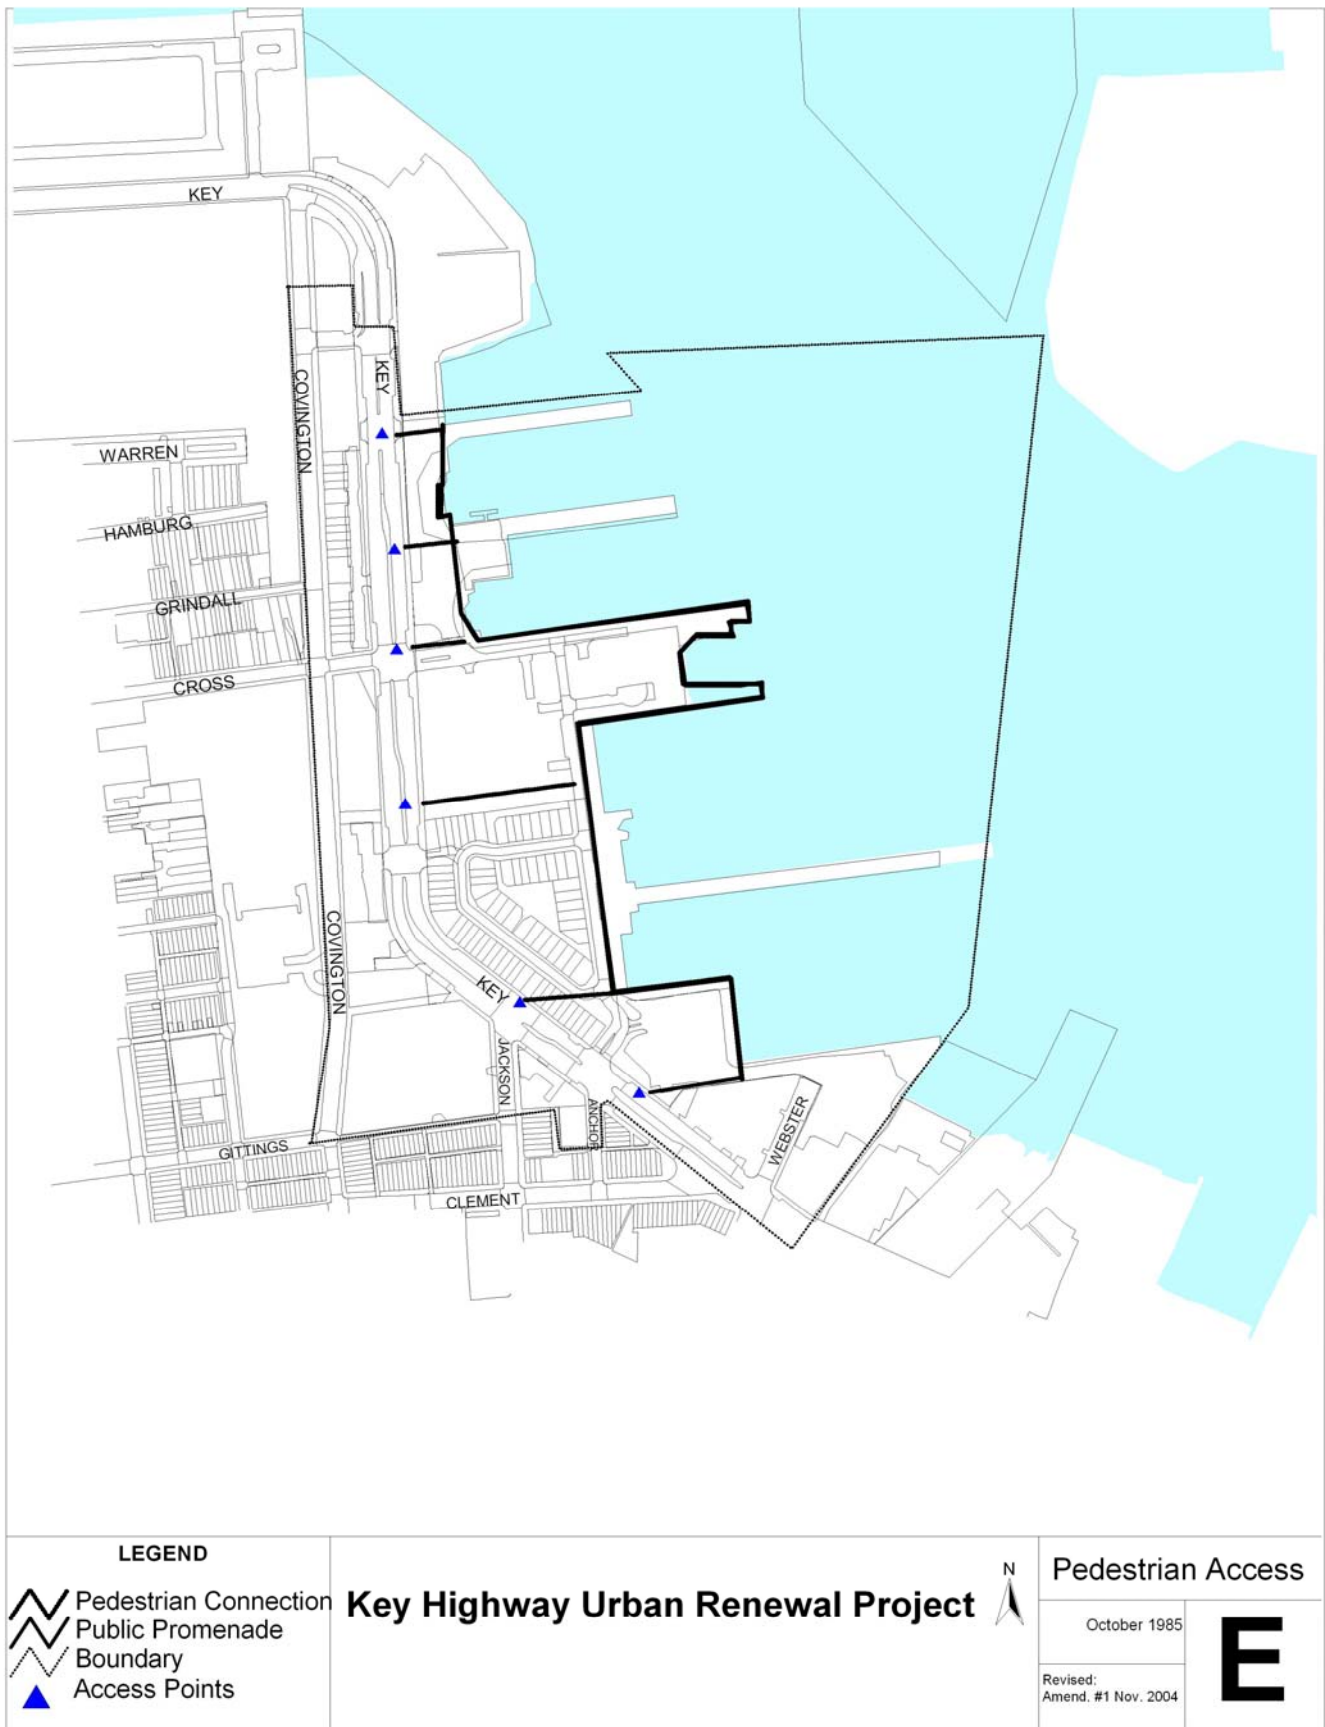 KEY
COVINGTON
KEY
WARREN
HAMBURG
GRINDALL
CROSS
COVINGTON
KEY
JACKSON
ANCHOR
WEBSTER
GITTINGS
CLEMENT
LEGEND
Pedestrian Connection
Public Promenade
Boundary
Access Points
Key Highway Urban Renewal Project
N
Pedestrian Access
October 1985
Revised:
Amend. #1 Nov. 2004
E